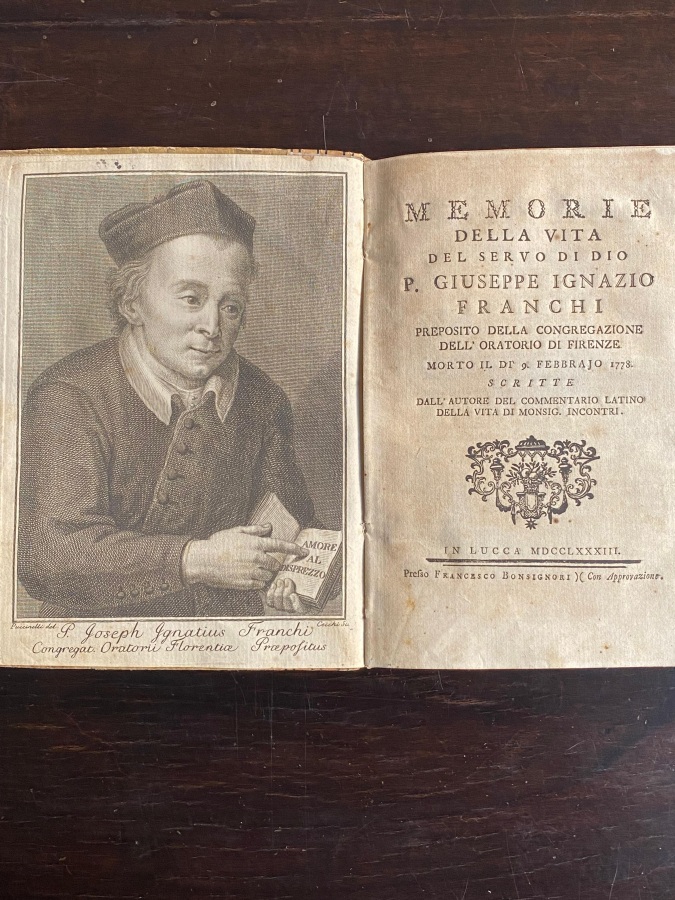 AMORE
AL
DISPREZZO
P. Joseph Ignatius Franchi
Congregat. Oratorii Florentiæ Præpositus
MEMORIE
DELLA VITA
DEL SERVO DI DIO
P. GIUSEPPE IGNAZIO
FRANCHI
PREPOSITO DELLA CONGREGAZIONE
DELL' ORATORIO DI FIRENZE
MORTO IL DI' 9. FEBBRAJO 1778.
SCRITTE
DALL' AUTORE DEL COMMENTARIO LATINO
DELLA VITA DI MONSIG. INCONTRI.
IN LUCCA MDCCLXXXIII.
Presso FRANCESCO BONSIGNORI )( Con Approvazione.